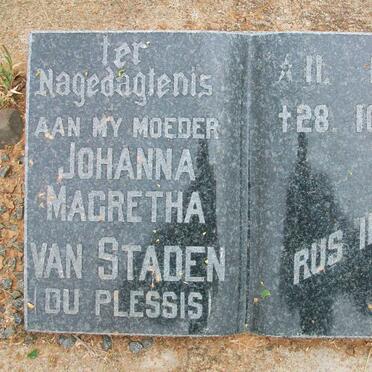 ter
Nagedagtenis
AAN MY MOEDER
JOHANNA
MAGRETHA
VAN STADEN
(DU PLESSIS)
11.
†28. 10
RUS I